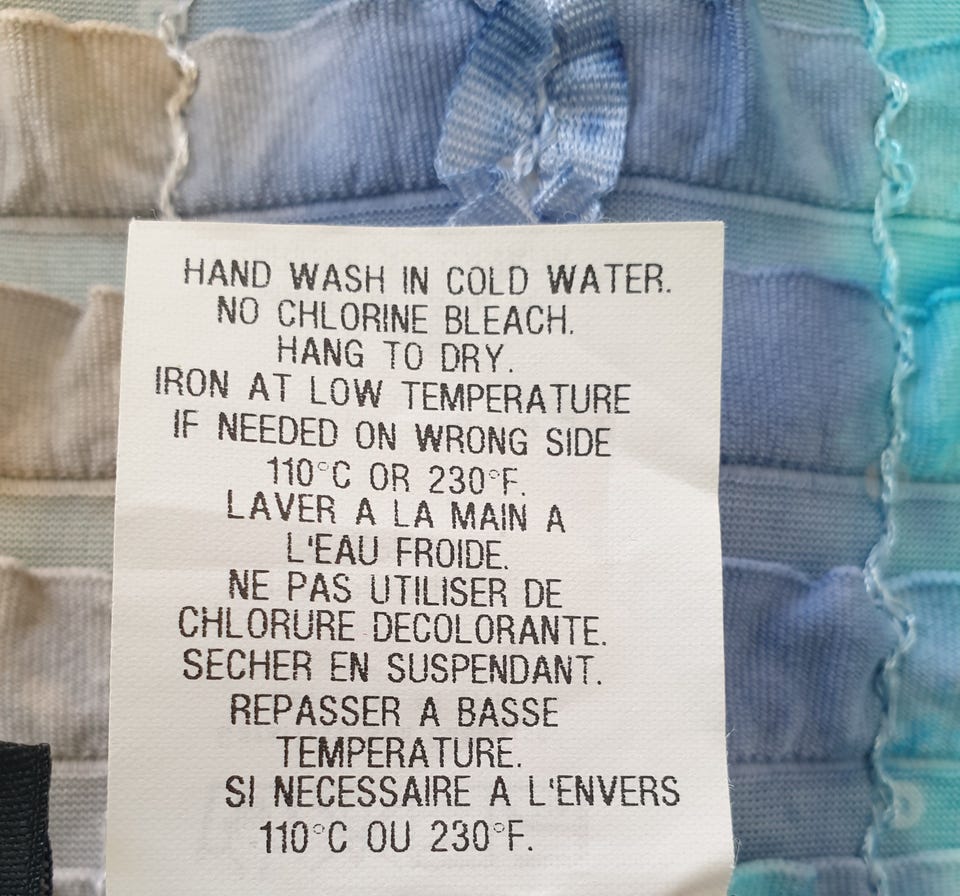 HAND WASH IN COLD WATER.
NO CHLORINE BLEACH.
HANG TO DRY.
IRON AT LOW TEMPERATURE
IF NEEDED ON WRONG SIDE
110°C OR 230°F.
LAVER A LA MAIN A
L'EAU FROIDE.
NE PAS UTILISER DE
CHLORURE DECOLORANTE.
SECHER EN SUSPENDANT.
REPASSER A BASSE
TEMPERATURE.
SI NECESSAIRE A L'ENVERS
110°C OU 230°F.